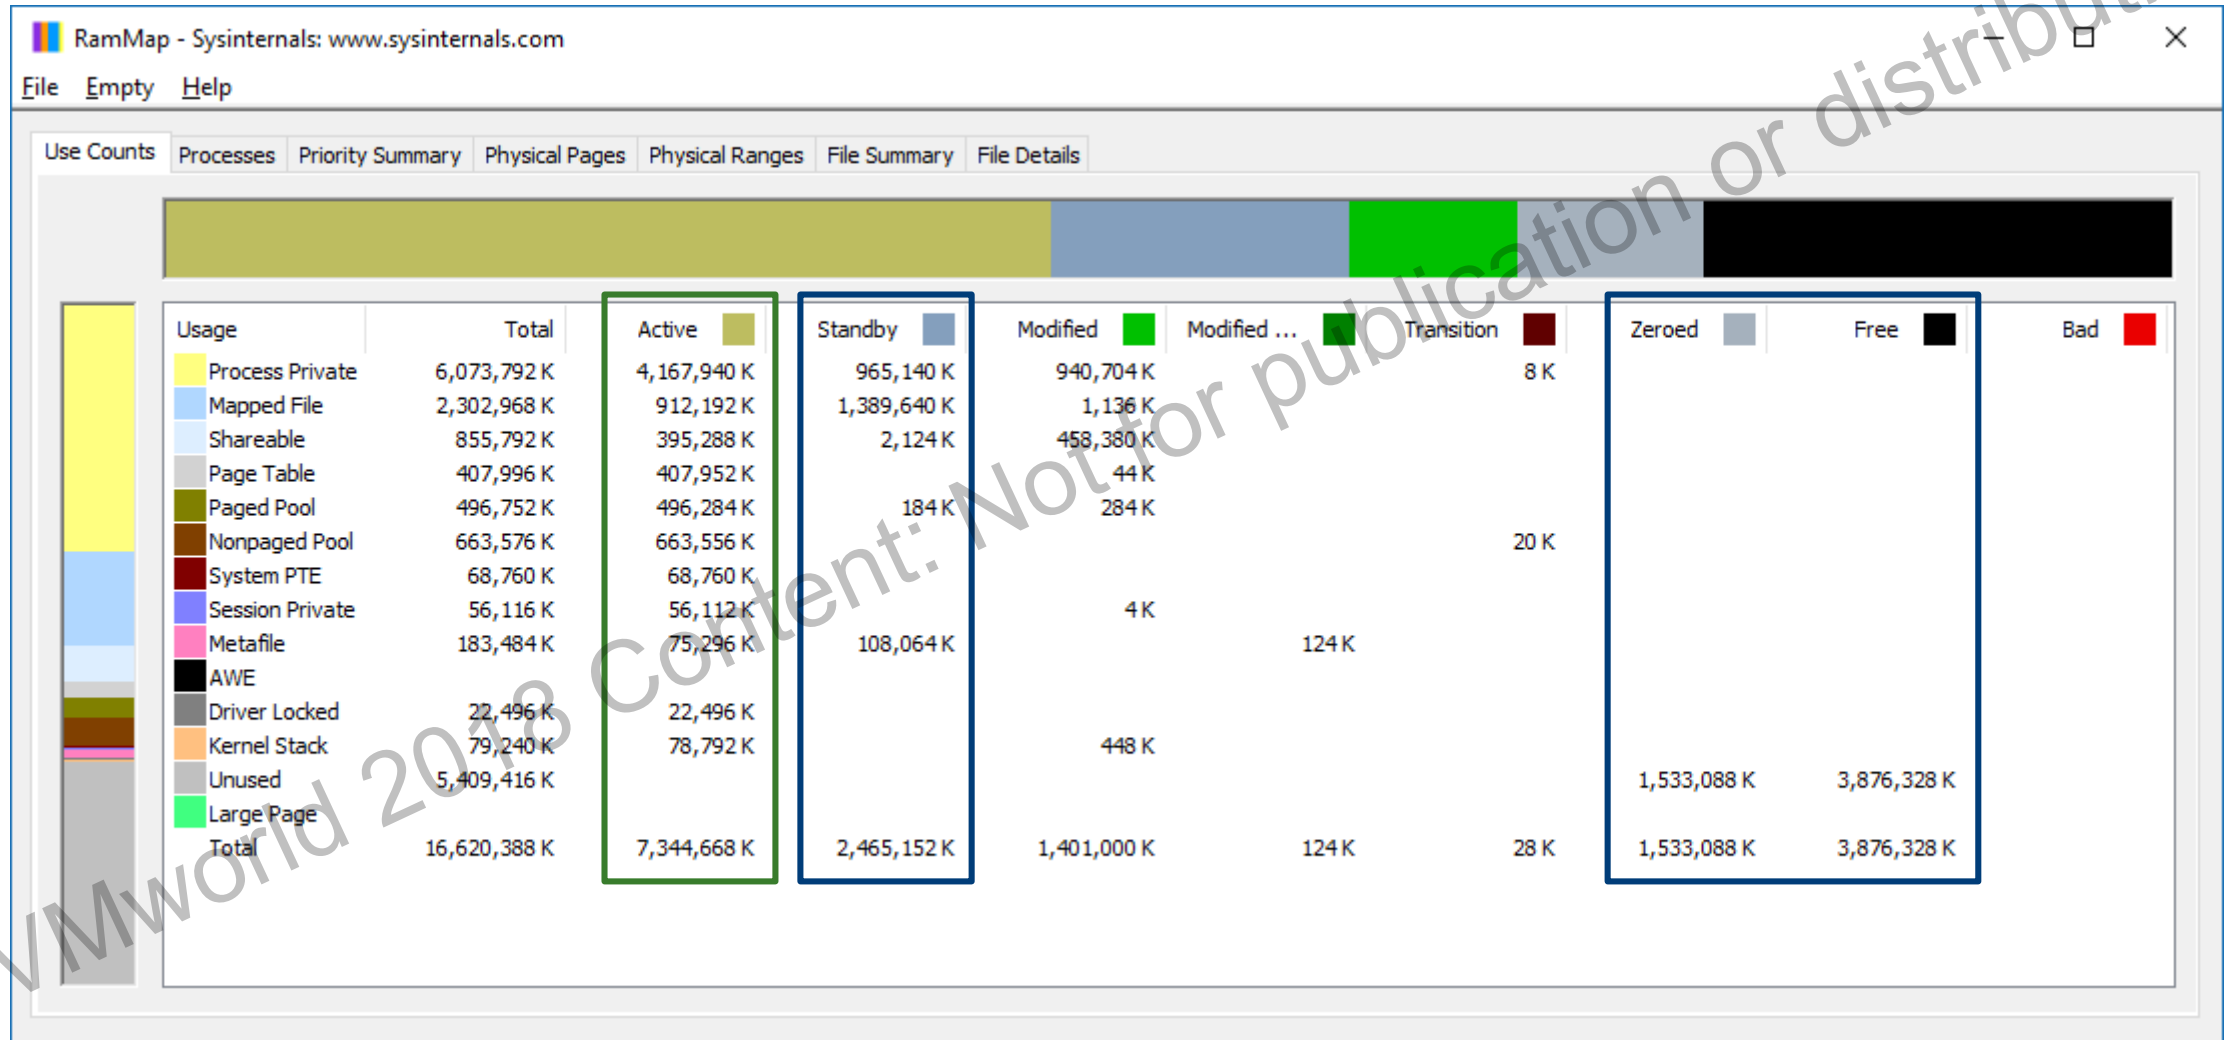 RamMap - Sysinternals: www.sysinternals.com
File Empty Help
Use Counts Processes Priority Summary Physical Pages Physical Ranges File Summary File Details
Usage Total Active Standby Modified Modified ... Transition Zeroed Free Bad
Process Private 6,073,792 K 4,167,940 K 965,140 K 940,704 K 8 K
Mapped File 2,302,968 K 912,192 K 1,389,640 K 1,136 K
Shareable 855,792 K 395,288 K 2,124 K 458,380 K
Page Table 407,996 K 407,952 K 44 K
Paged Pool 496,752 K 496,284 K 184 K 284 K
Nonpaged Pool 663,576 K 663,556 K 20 K
System PTE 68,760 K 68,760 K
Session Private 56,116 K 56,112 K 4 K
Metafile 183,484 K 75,296 K 108,064 K 124 K
AWE
Driver Locked 22,496 K 22,496 K
Kernel Stack 79,240 K 78,792 K 448 K
Unused 5,409,416 K 1,533,088 K 3,876,328 K
Large Page
Total 16,620,388 K 7,344,668 K 2,465,152 K 1,401,000 K 124 K 28 K 1,533,088 K 3,876,328 K
VMworld 2018 Content: Not for publication or distributi